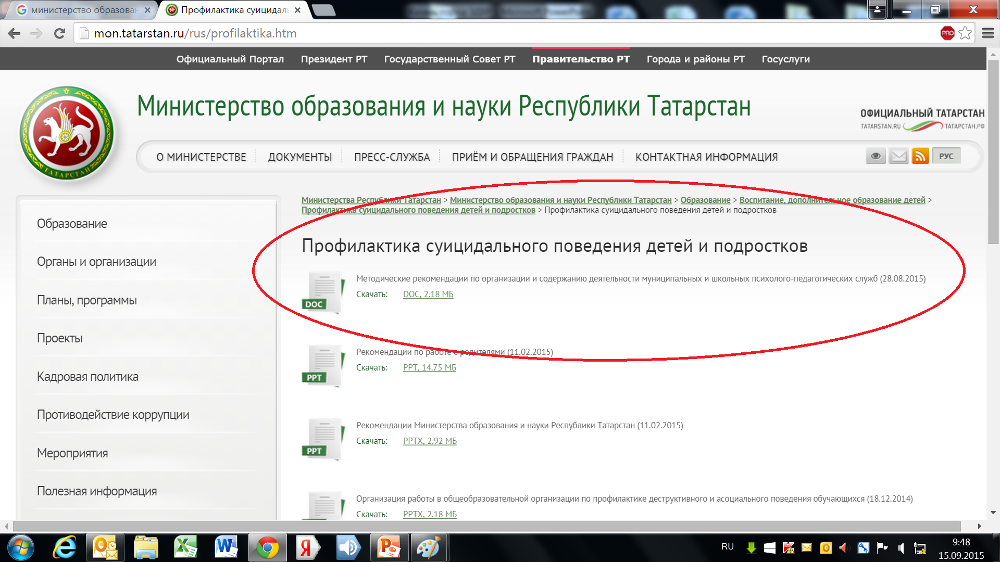 министерство образован
Профилактика суицидаль
mon.tatarstan.ru/rus/profilaktika.htm
PRO
Официальный Портал Президент РТ Государственный Совет РТ Правительство РТ Города и районы РТ Госуслуги
Министерство образования и науки Республики Татарстан
ТАТАРСТАН
ОФИЦИАЛЬНЫЙ ТАТАРСТАН
TATARSTAN.RU ТАТАРСТАН.РФ
О МИНИСТЕРСТВЕ ДОКУМЕНТЫ ПРЕСС-СЛУЖБА ПРИЁМ И ОБРАЩЕНИЯ ГРАЖДАН КОНТАКТНАЯ ИНФОРМАЦИЯ РУС
Министерства Республики Татарстан > Министерство образования и науки Республики Татарстан > Образование > Воспитание, дополнительное образование детей >
Профилактика суицидального поведения детей и подростков > Профилактика суицидального поведения детей и подростков
Образование
Органы и организации
Планы, программы
Проекты
Кадровая политика
Противодействие коррупции
Мероприятия
Полезная информация
Профилактика суицидального поведения детей и подростков
Методические рекомендации по организации и содержанию деятельности муниципальных и школьных психолого-педагогических служб (28.08.2015)
DOC
Скачать: DOC, 2.18 МБ
Рекомендации по работе с родителями (11.02.2015)
PPT
Скачать: PPT, 14.75 МБ
Рекомендации Министерства образования и науки Республики Татарстан (11.02.2015)
PPT
Скачать: PPTX, 2.92 МБ
Организация работы в общеобразовательной организации по профилактике деструктивного и асоциального поведения обучающихся (18.12.2014)
Скачать: PPTX, 2.18 МБ
RU
9:48
15.09.2015